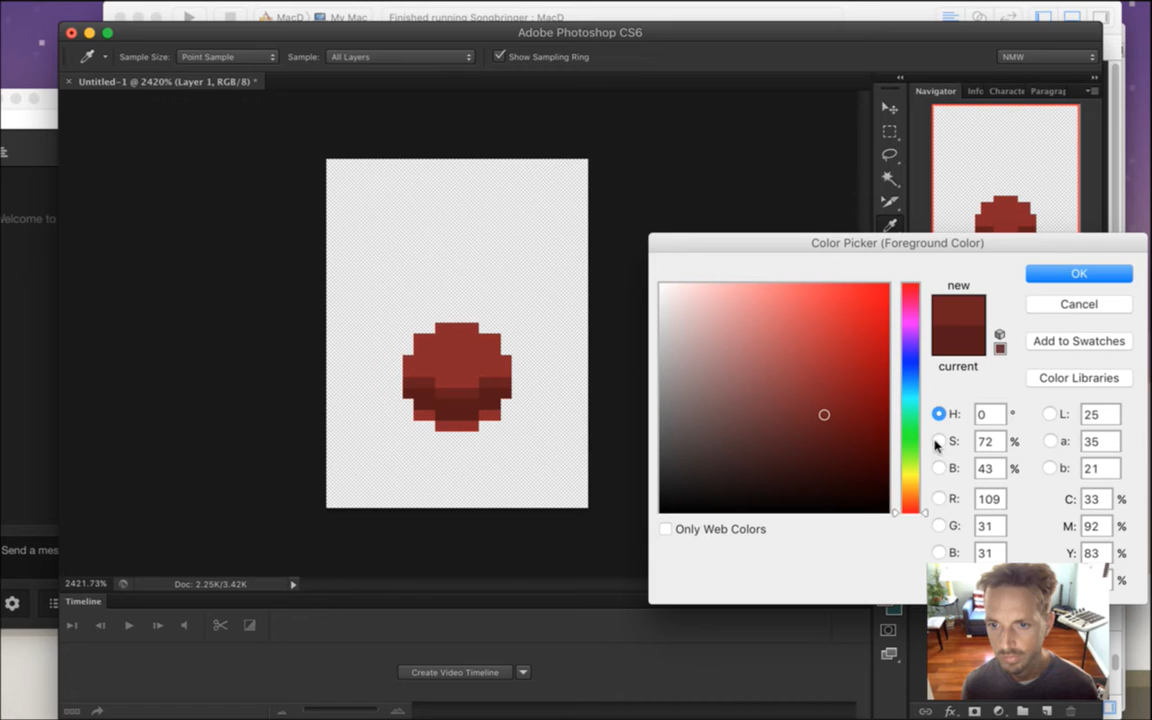 MacD My Mac Finished running Songbringer : MacD
Adobe Photoshop CS6
Sample Size: Point Sample Sample: All Layers Show Sampling Ring NMW
× Untitled-1 @ 2420% (Layer 1, RGB/8) *
Navigator Info Characte Paragrap
Welcome to
Color Picker (Foreground Color)
new
current
OK
Cancel
Add to Swatches
Color Libraries
H: 0 ° L: 25
S: 72 % a: 35
B: 43 % b: 21
R: 109 C: 33 %
G: 31 M: 92 %
B: 31 Y: 83 %
%
Only Web Colors
Send a mes
2421.73% Doc: 2.25K/3.42K
Timeline
Create Video Timeline
fx